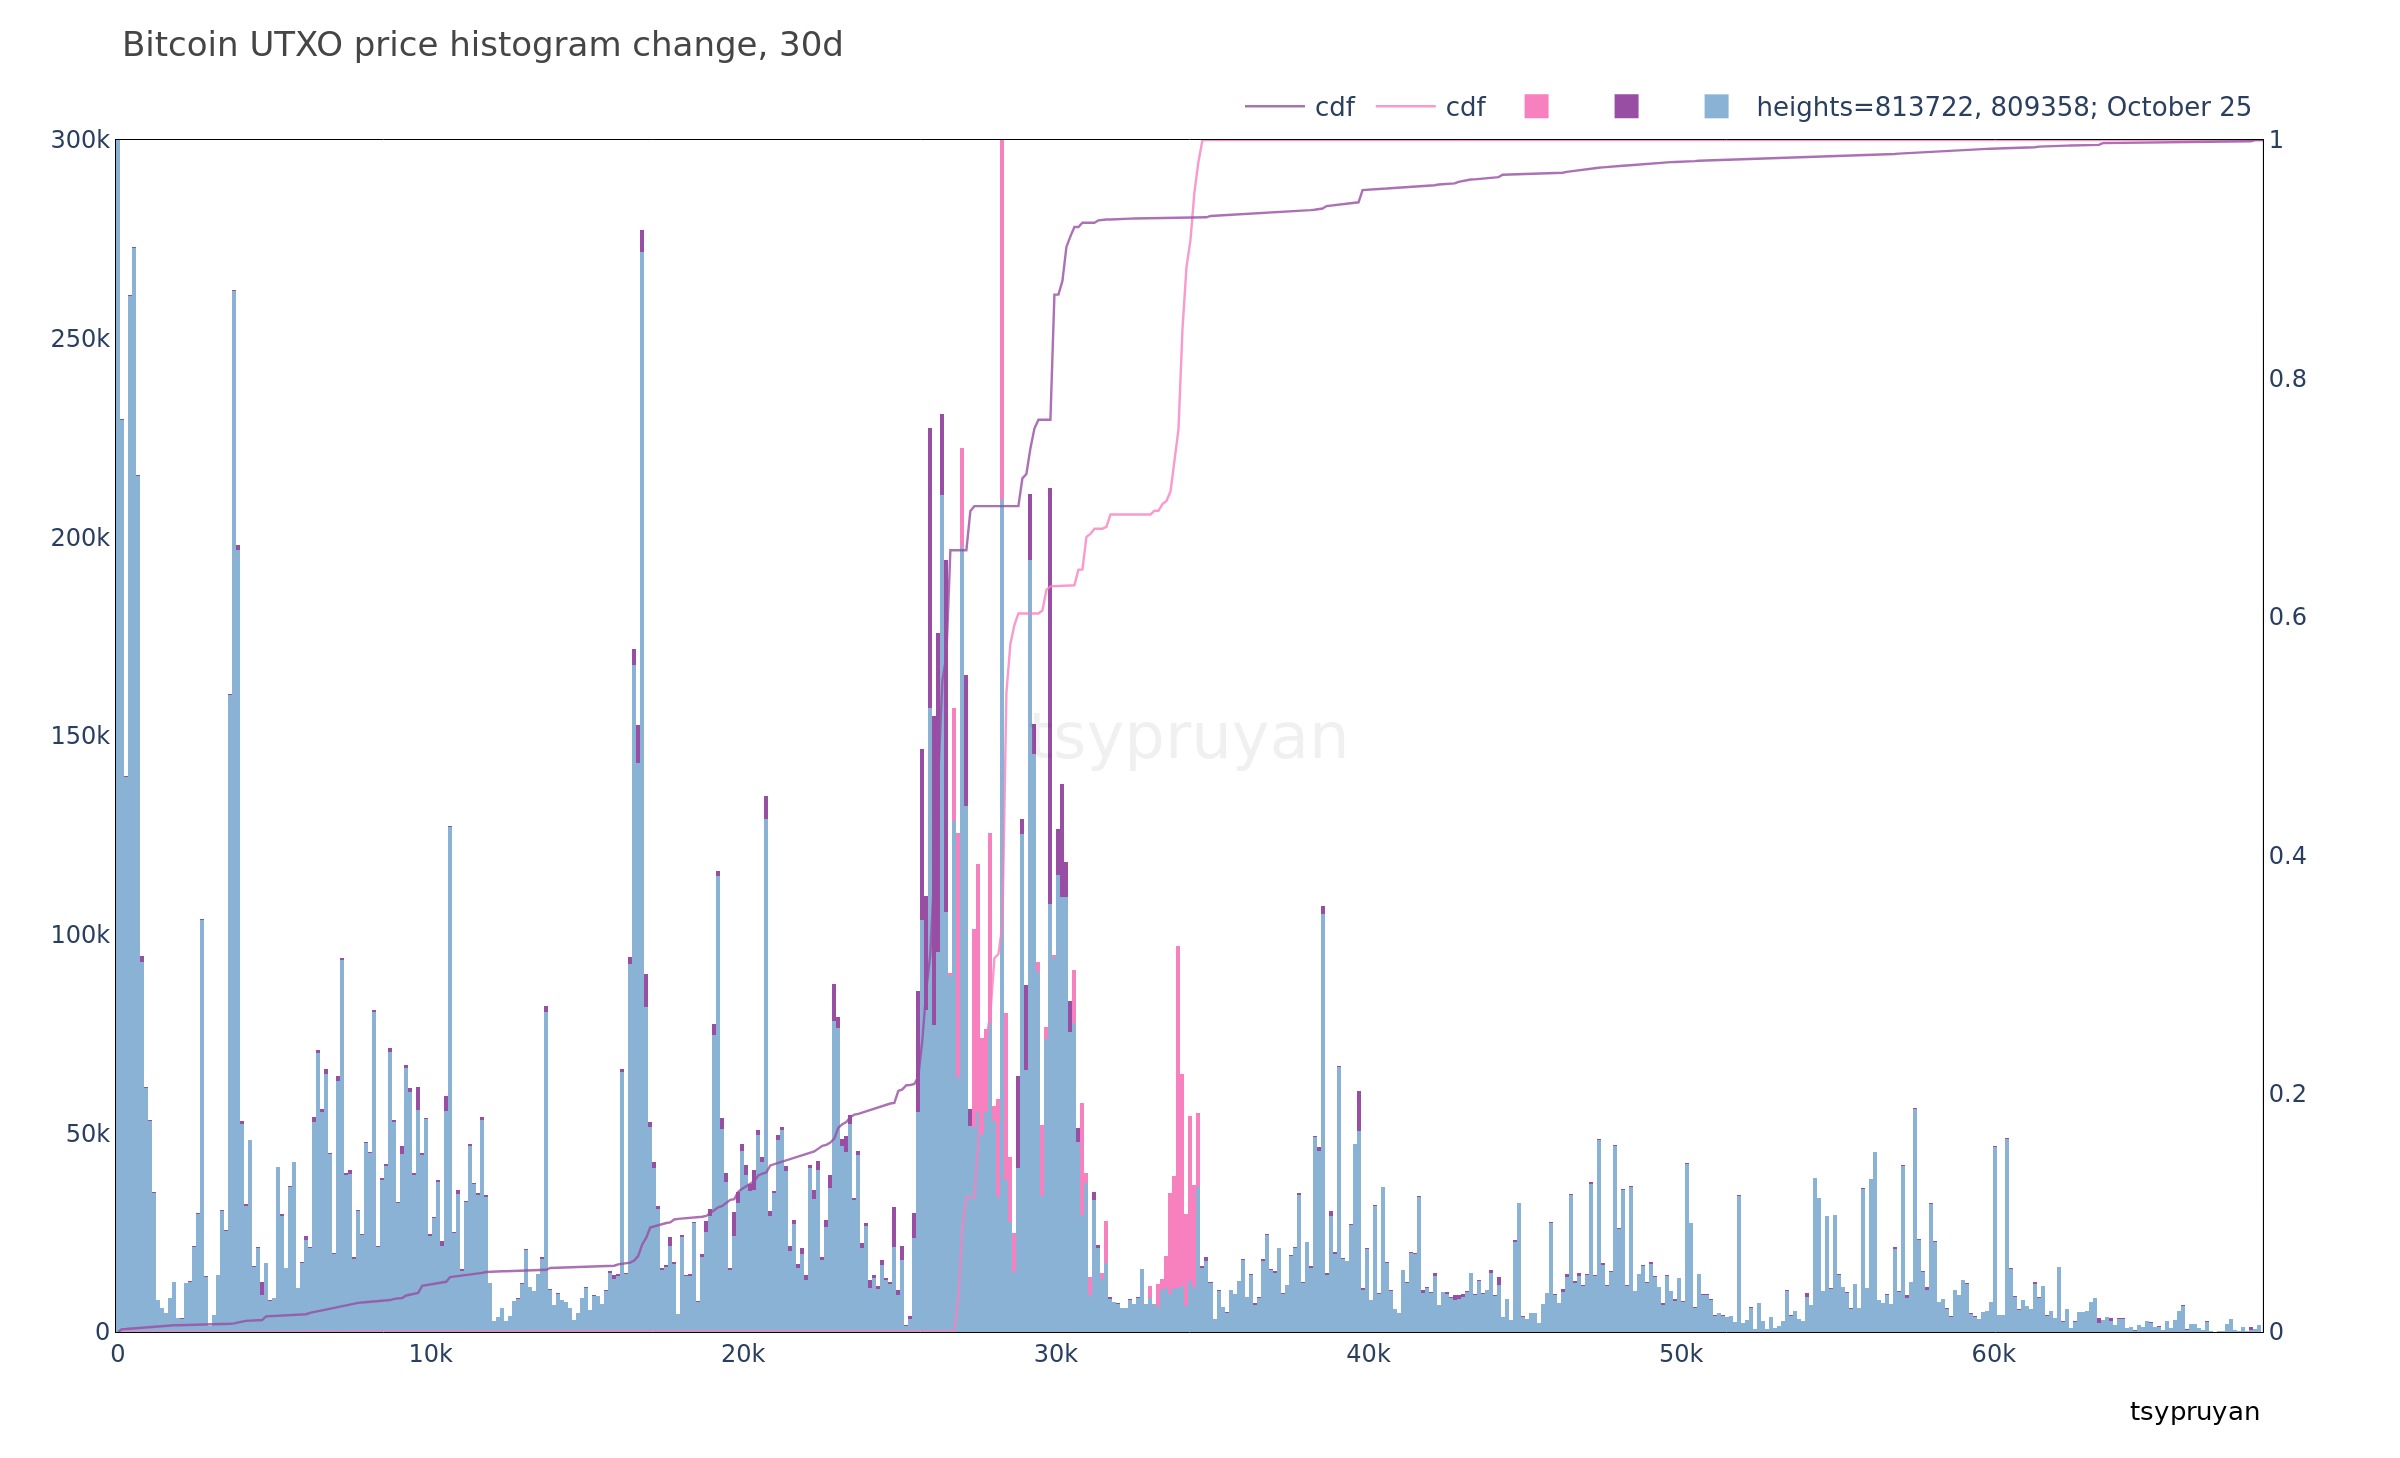 Bitcoin UTXO price histogram change, 30d
cdf cdf heights=813722, 809358; October 25
300k
250k
200k
150k
100k
50k
0
1
0.8
0.6
0.4
0.2
0
tsypruyan
0 10k 20k 30k 40k 50k 60k
tsypruyan